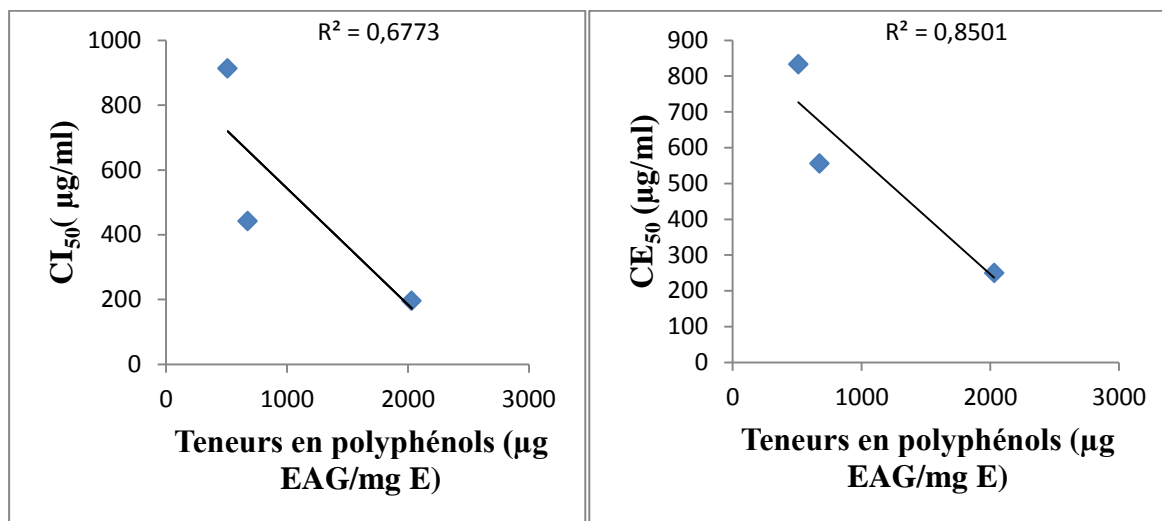 R² = 0,6773
1000
800
600
400
200
0
CI₅₀( µg/ml)
0 1000 2000 3000
Teneurs en polyphénols (µg
EAG/mg E)
R² = 0,8501
900
800
700
600
500
400
300
200
100
0
CE₅₀ (µg/ml)
0 1000 2000 3000
Teneurs en polyphénols (µg
EAG/mg E)